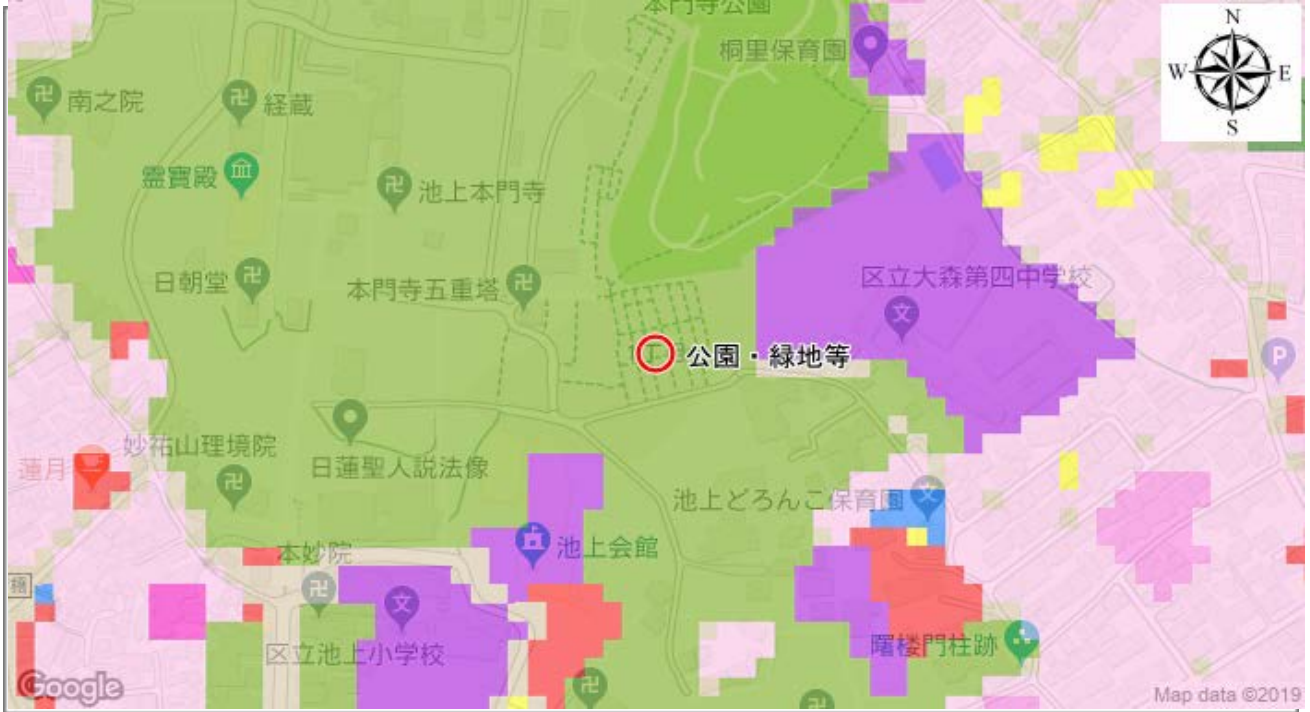 本門寺公園
N
桐里保育園
W
E
南之院
経蔵
S
霊寶殿
池上本門寺
日朝堂
本門寺五重塔
区立大森第四中学校
公園・緑地等
P
妙祐山理境院
蓮月
日蓮聖人説法像
池上どろんこ保育園
本妙院
池上会館
区立池上小学校
曙楼門柱跡
Google
Map data ©2019